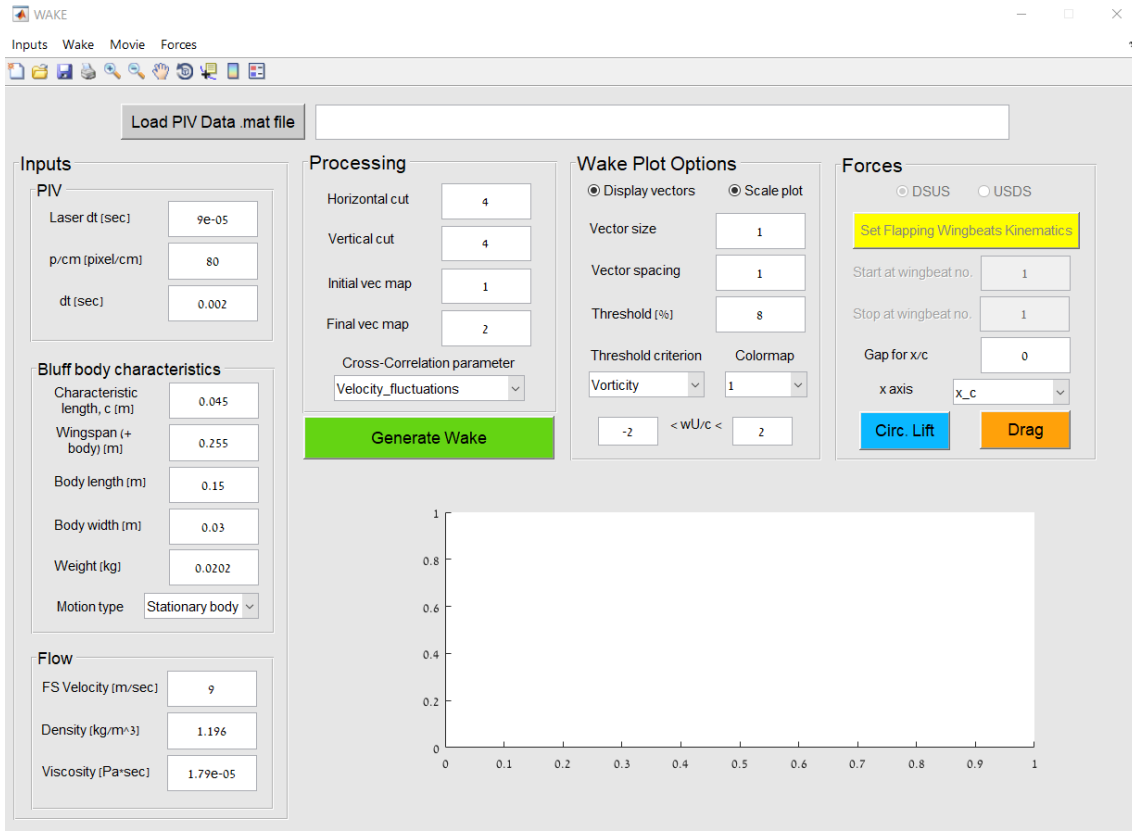 WAKE
Inputs Wake Movie Forces
Load PIV Data .mat file
Inputs
PIV
Laser dt [sec] 9e-05
p/cm [pixel/cm] 80
dt [sec] 0.002
Bluff body characteristics
Characteristic
length, c [m] 0.045
Wingspan (+
body) [m] 0.255
Body length [m] 0.15
Body width [m] 0.03
Weight [kg] 0.0202
Motion type Stationary body
Flow
FS Velocity [m/sec] 9
Density [kg/m^3] 1.196
Viscosity [Pa*sec] 1.79e-05
Processing
Horizontal cut 4
Vertical cut 4
Initial vec map 1
Final vec map 2
Cross-Correlation parameter
Velocity_fluctuations
Generate Wake
Wake Plot Options
Display vectors Scale plot
Vector size 1
Vector spacing 1
Threshold [%] 8
Threshold criterion Colormap
Vorticity 1
-2 < wU/c < 2
Forces
DSUS USDS
Set Flapping Wingbeats Kinematics
Start at wingbeat no. 1
Stop at wingbeat no. 1
Gap for x/c 0
x axis x_c
Circ. Lift Drag
1
0.8
0.6
0.4
0.2
0
0 0.1 0.2 0.3 0.4 0.5 0.6 0.7 0.8 0.9 1